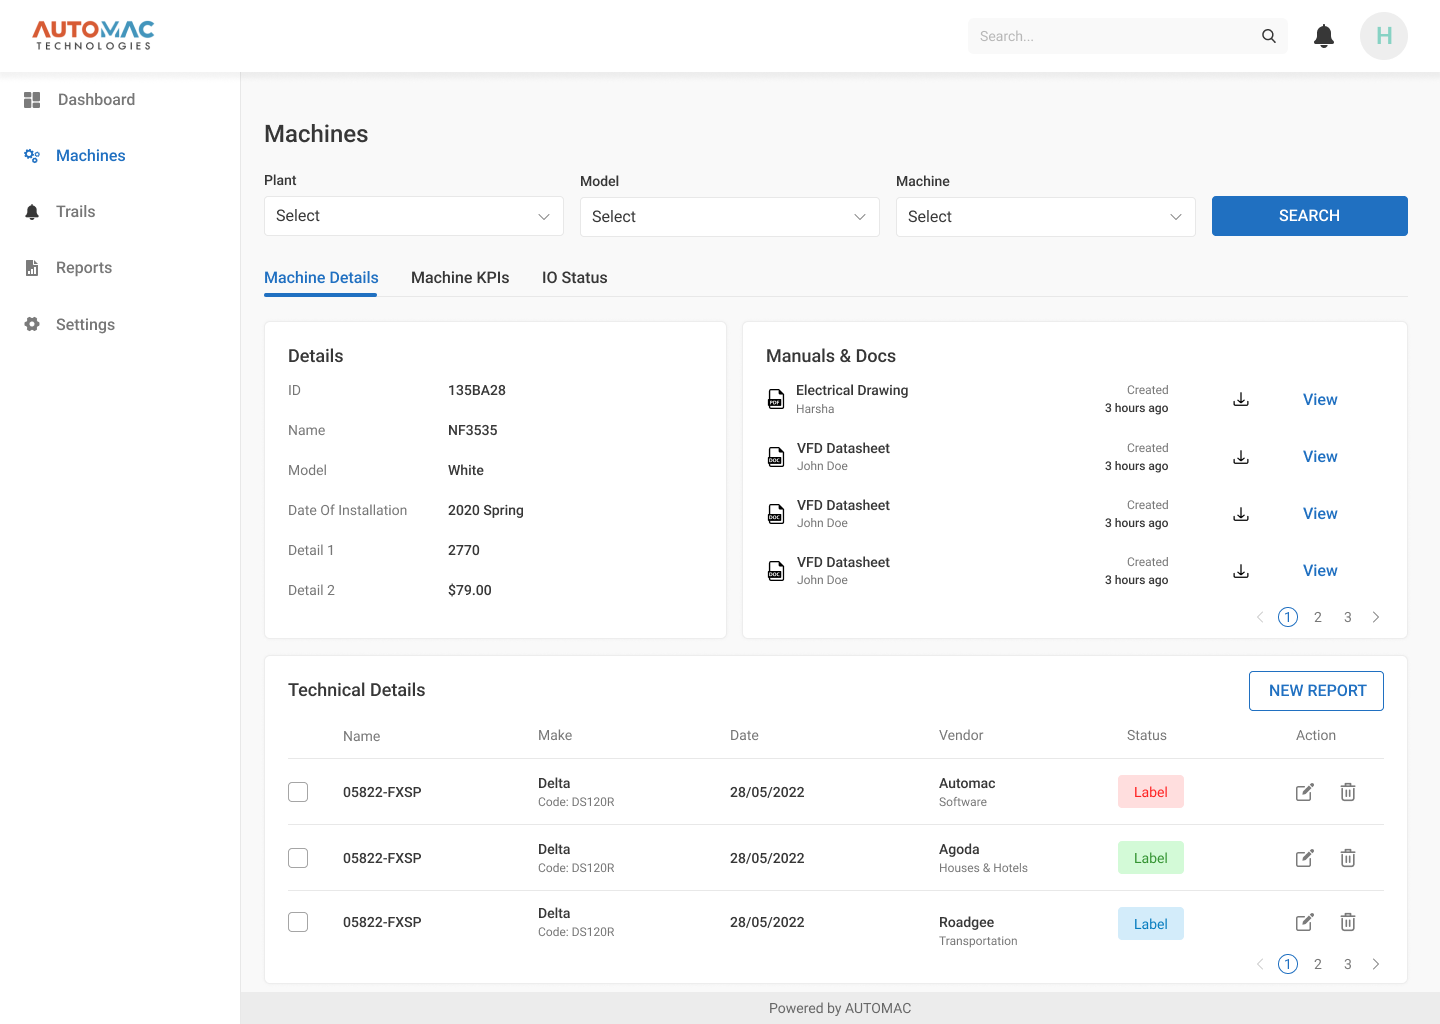 AUTOMAC
TECHNOLOGIES
Search...
H
Dashboard
Machines
Trails
Reports
Settings
Machines
Plant
Model
Machine
Select
Select
Select
SEARCH
Machine Details
Machine KPIs
IO Status
Details
ID
135BA28
Name
NF3535
Model
White
Date Of Installation
2020 Spring
Detail 1
2770
Detail 2
$79.00
Manuals & Docs
PDF
Electrical Drawing
Harsha
Created
3 hours ago
View
DOC
VFD Datasheet
John Doe
Created
3 hours ago
View
DOC
VFD Datasheet
John Doe
Created
3 hours ago
View
DOC
VFD Datasheet
John Doe
Created
3 hours ago
View
1 2 3
Technical Details
NEW REPORT
Name
Make
Date
Vendor
Status
Action
05822-FXSP
Delta
Code: DS120R
28/05/2022
Automac
Software
Label
05822-FXSP
Delta
Code: DS120R
28/05/2022
Agoda
Houses & Hotels
Label
05822-FXSP
Delta
Code: DS120R
28/05/2022
Roadgee
Transportation
Label
1 2 3
Powered by AUTOMAC